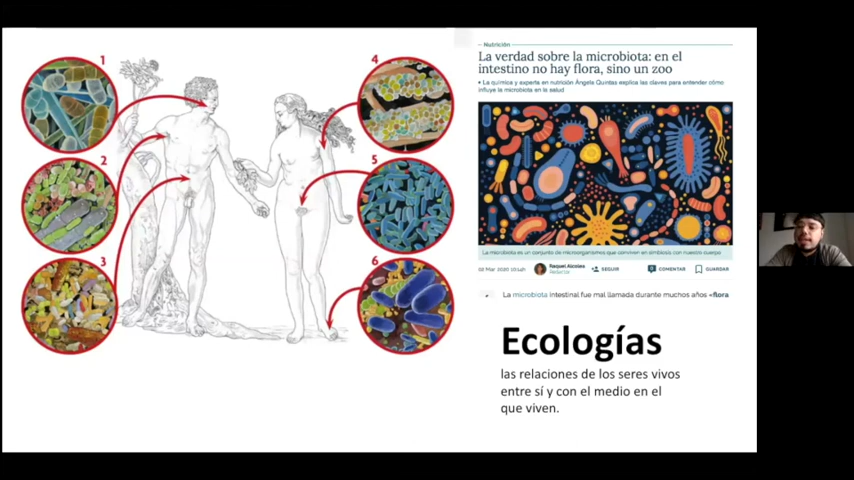 1
2
3
4
5
6
Nutrición
La verdad sobre la microbiota: en el
intestino no hay flora, sino un zoo
• La química y experta en nutrición Ángela Quintas explica las claves para entender cómo
influye la microbiota en la salud
La microbiota es un conjunto de microorganismos que conviven en simbiosis con nuestro cuerpo
02 Mar 2020
Raquel Alcolea
Redactor
SEGUIR
COMENTAR
GUARDAR
La microbiota intestinal fue mal llamada durante muchos años «flora
Ecologías
las relaciones de los seres vivos
entre sí y con el medio en el
que viven.